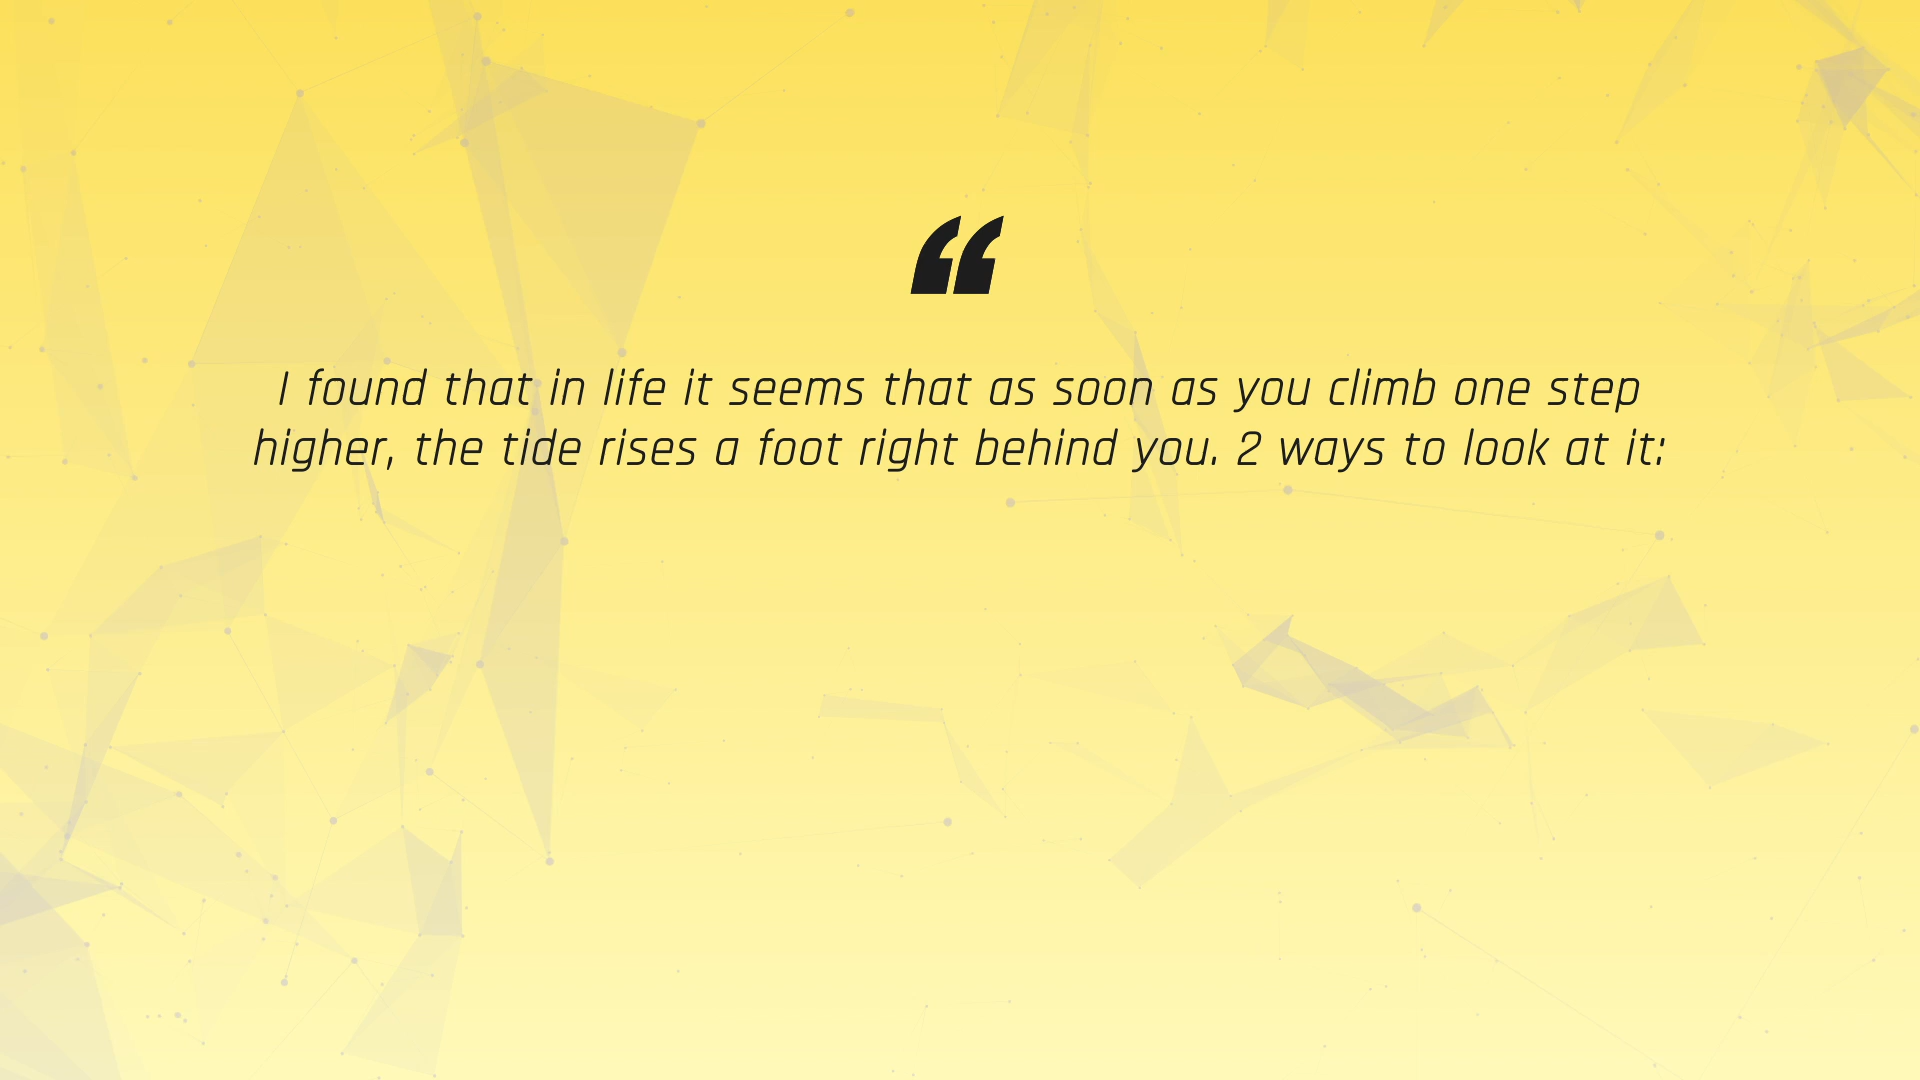 “
I found that in life it seems that as soon as you climb one step
higher, the tide rises a foot right behind you. 2 ways to look at it: